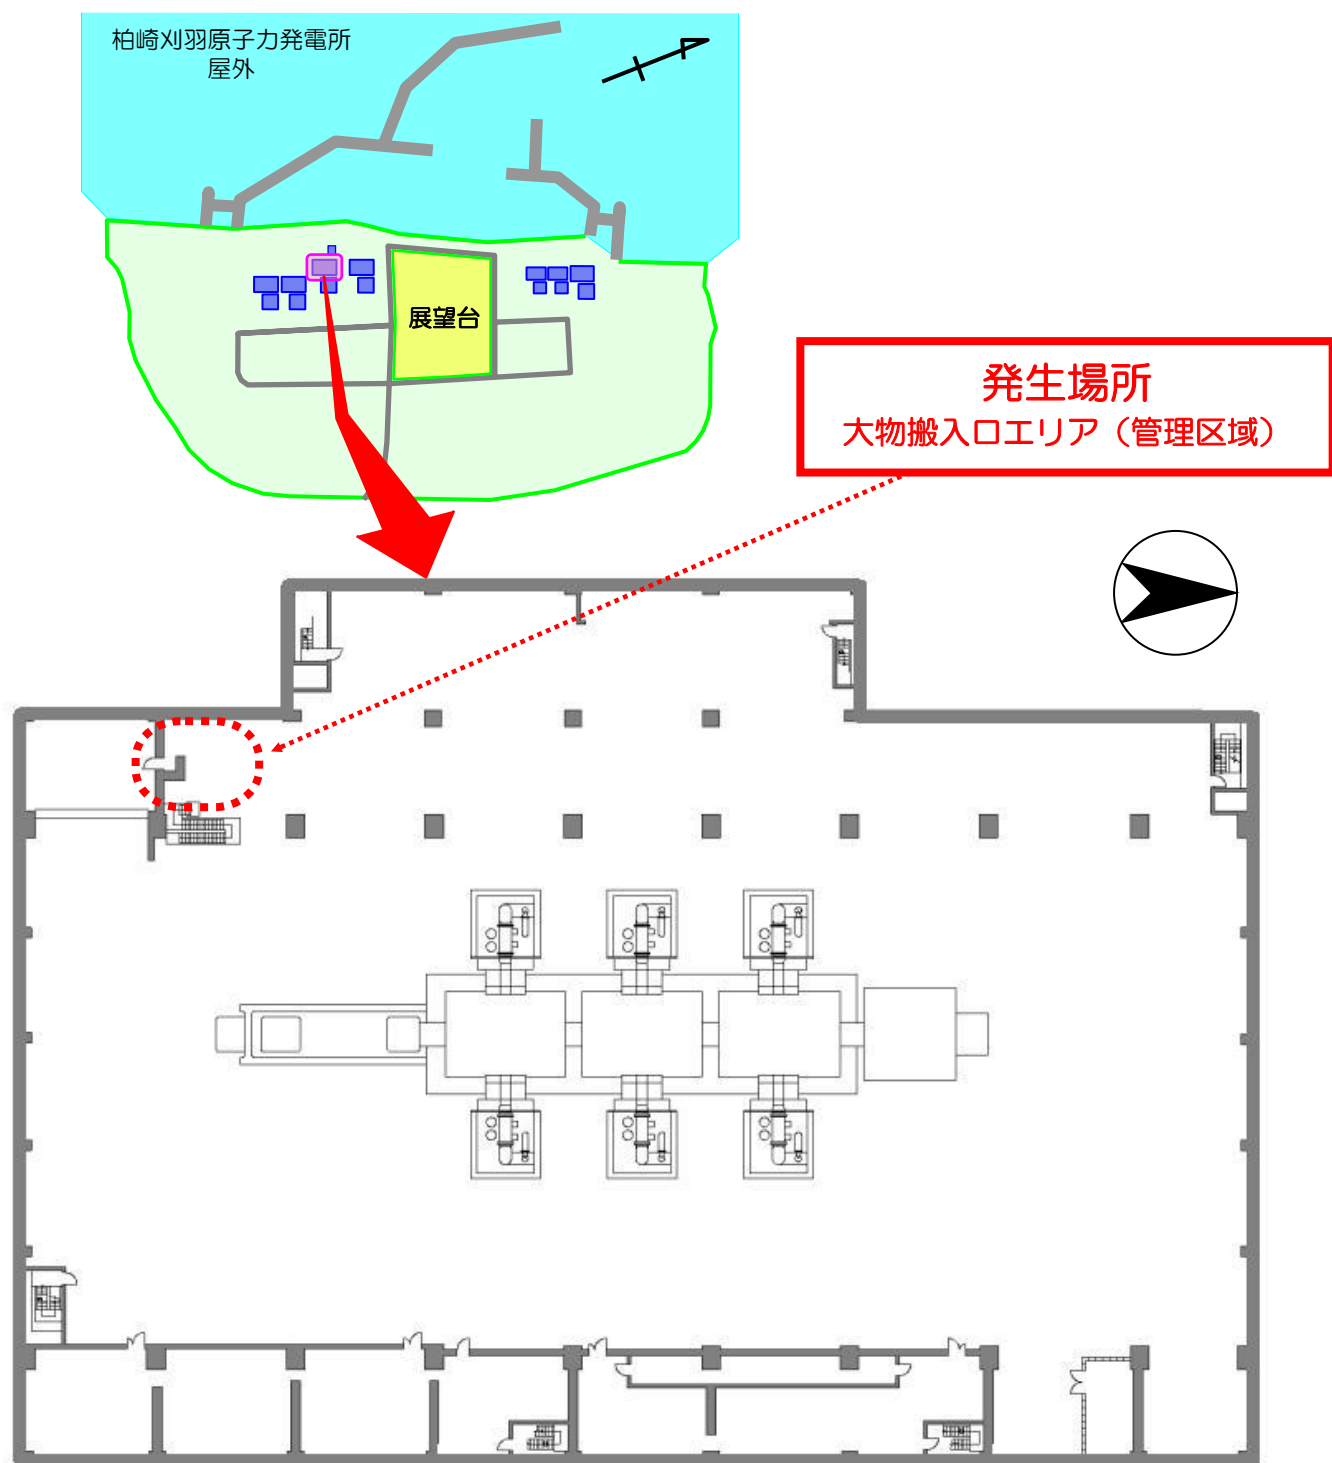 柏崎刈羽原子力発電所
屋外
展望台
発生場所
大物搬入口エリア（管理区域）